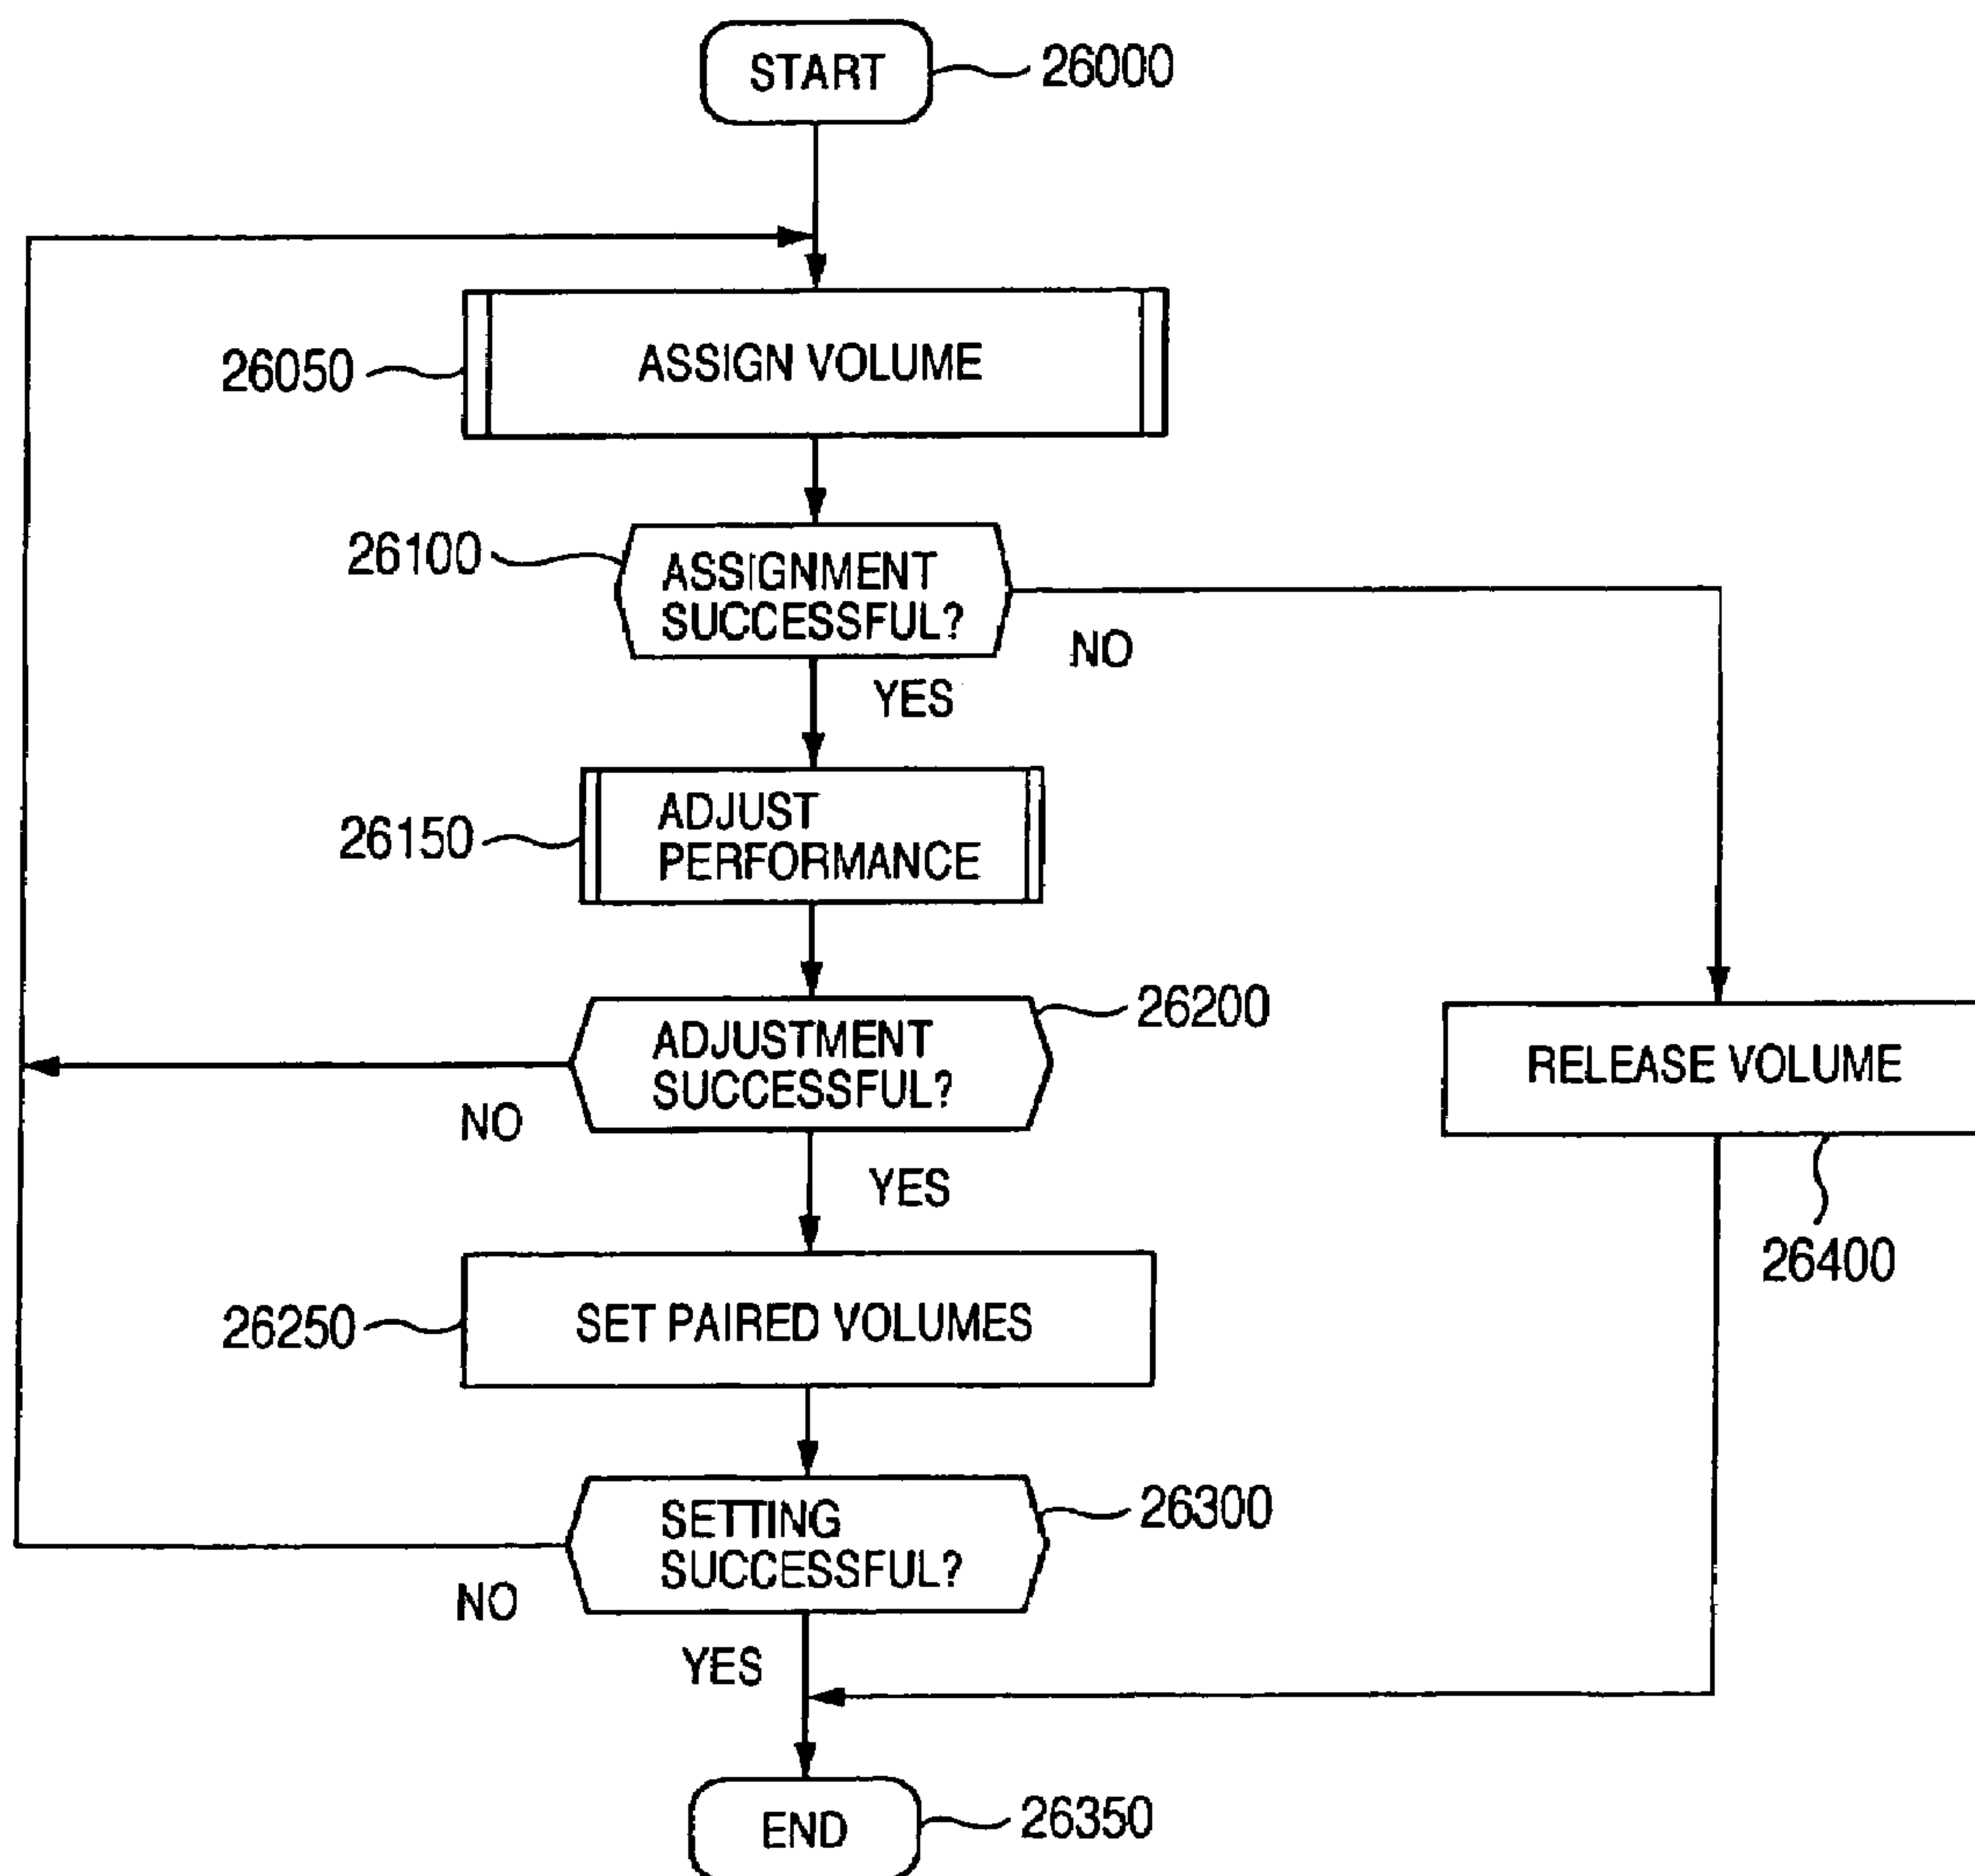 START
26000
26050
ASSIGN VOLUME
26100
ASSIGNMENT
SUCCESSFUL?
NO
YES
26150
ADJUST
PERFORMANCE
26200
ADJUSTMENT
SUCCESSFUL?
NO
YES
RELEASE VOLUME
26400
26250
SET PAIRED VOLUMES
26300
SETTING
SUCCESSFUL?
NO
YES
END
26350